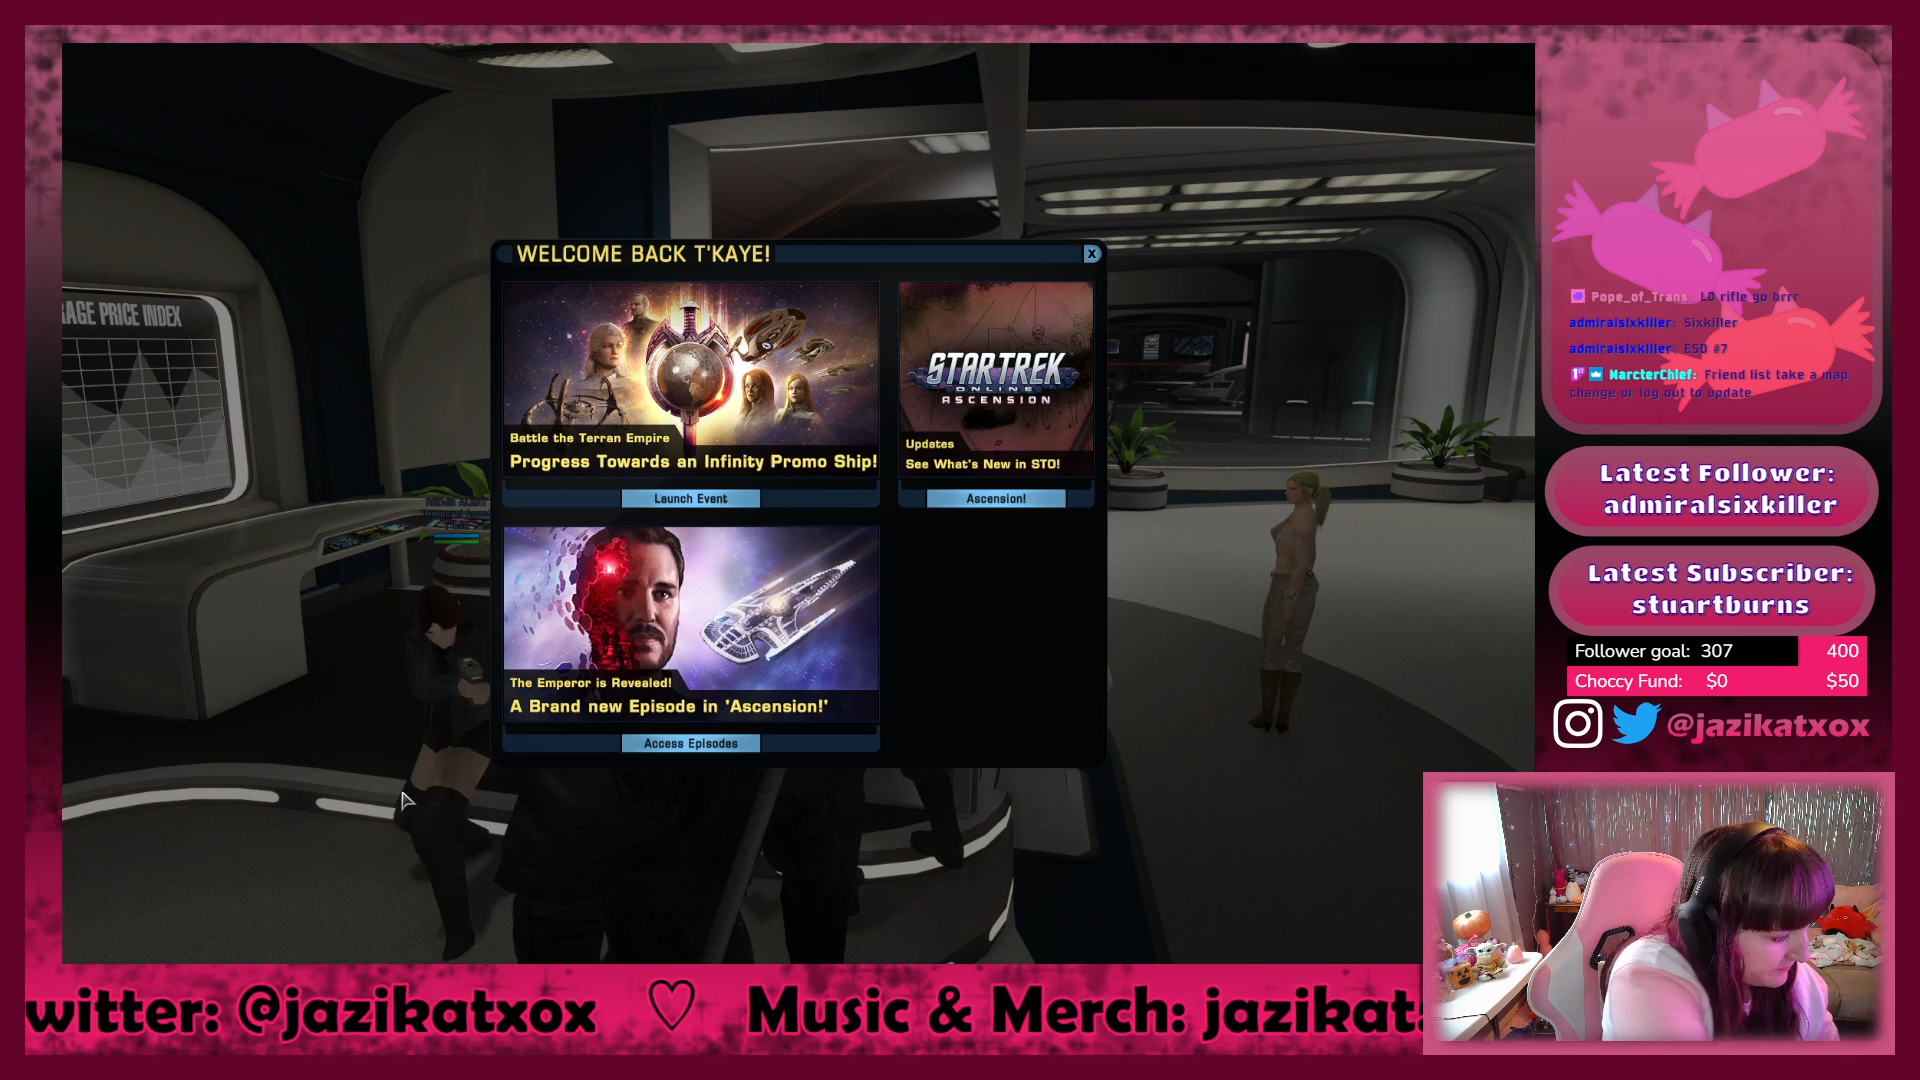 RAGE PRICE INDEX
WELCOME BACK T'KAYE!
X
Battle the Terran Empire
Progress Towards an Infinity Promo Ship!
Launch Event
STAR TREK
ONLINE
ASCENSION
Updates
See What's New in STO!
Ascension!
The Emperor is Revealed!
A Brand new Episode in 'Ascension!'
Access Episodes
Pope_of_Trans: LD rifle go brrr
admiralsixkiller: Sixkiller
admiralsixkiller: ESD #7
1st MarcterChief: Friend list take a map
change or log out to update
Latest Follower:
admiralsixkiller
Latest Subscriber:
stuartburns
Follower goal: 307 400
Choccy Fund: $0 $50
@jazikatxox
witter: @jazikatxox ♡ Music & Merch: jazikat